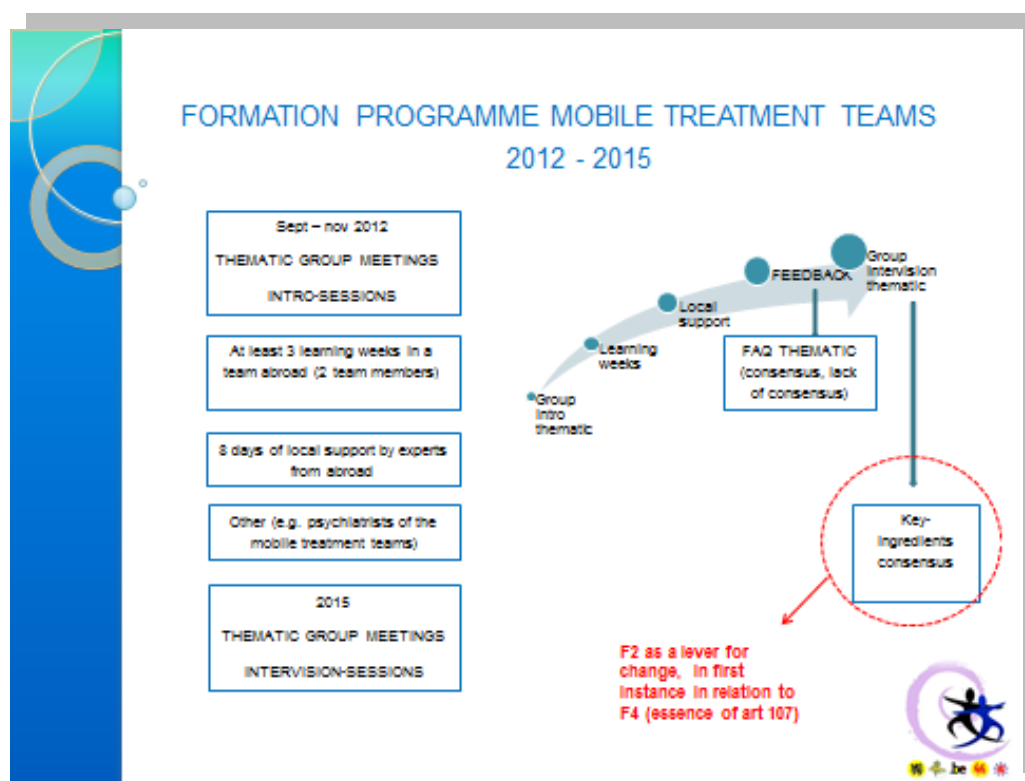 FORMATION PROGRAMME MOBILE TREATMENT TEAMS
2012 - 2015
Sept – nov 2012
THEMATIC GROUP MEETINGS
INTRO-SESSIONS
At least 3 learning weeks in a
team abroad (2 team members)
8 days of local support by experts
from abroad
Other (e.g. psychiatrists of the
mobile treatment teams)
2015
THEMATIC GROUP MEETINGS
INTERVISION-SESSIONS
Group
intro
thematic
Learning
weeks
Local
support
FEEDBACK
Group
intervision
thematic
FAQ THEMATIC
(consensus, lack
of consensus)
Key-
ingredients
consensus
F2 as a lever for
change, in first
instance in relation to
F4 (essence of art 107)
.be